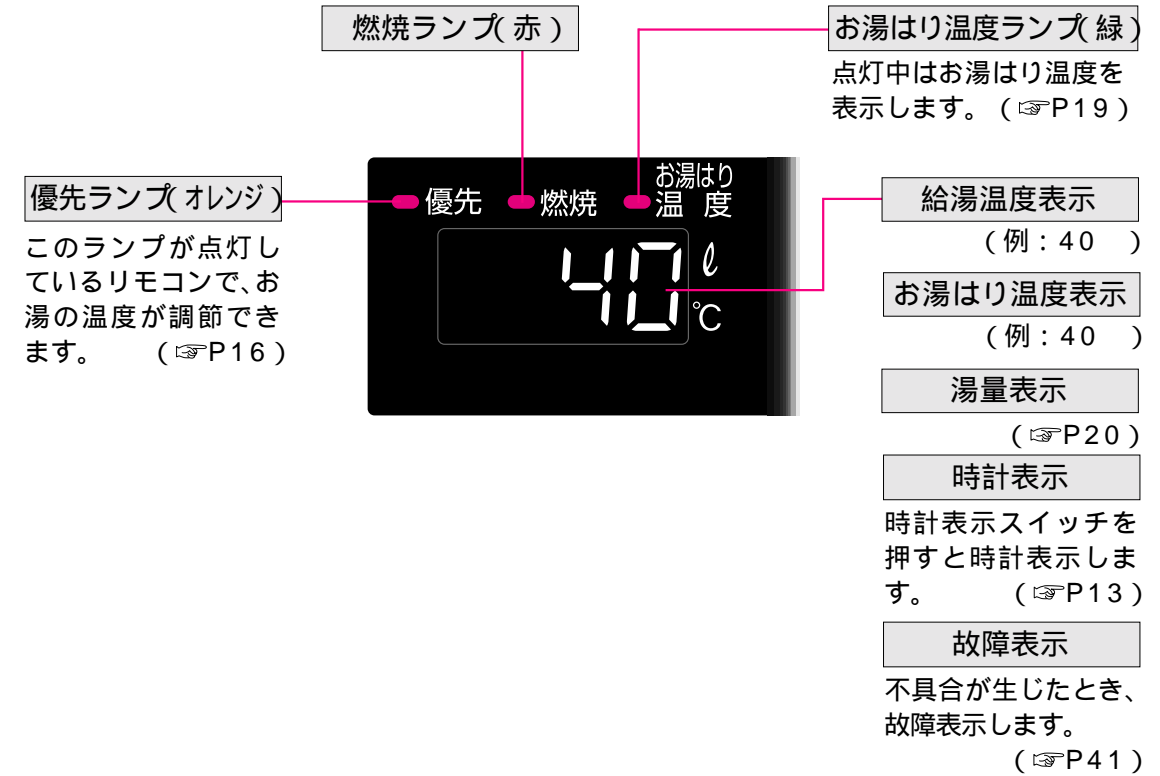 燃焼ランプ(赤)
お湯はり温度ランプ(緑)
点灯中はお湯はり温度を
表示します。(☞P19)
優先ランプ(オレンジ)
このランプが点灯し
ているリモコンで、お
湯の温度が調節でき
ます。 (☞P16)
優先 燃焼 お湯はり
温度
40 ℓ
℃
給湯温度表示
(例：40 )
お湯はり温度表示
(例：40 )
湯量表示
(☞P20)
時計表示
時計表示スイッチを
押すと時計表示しま
す。 (☞P13)
故障表示
不具合が生じたとき、
故障表示します。
(☞P41)